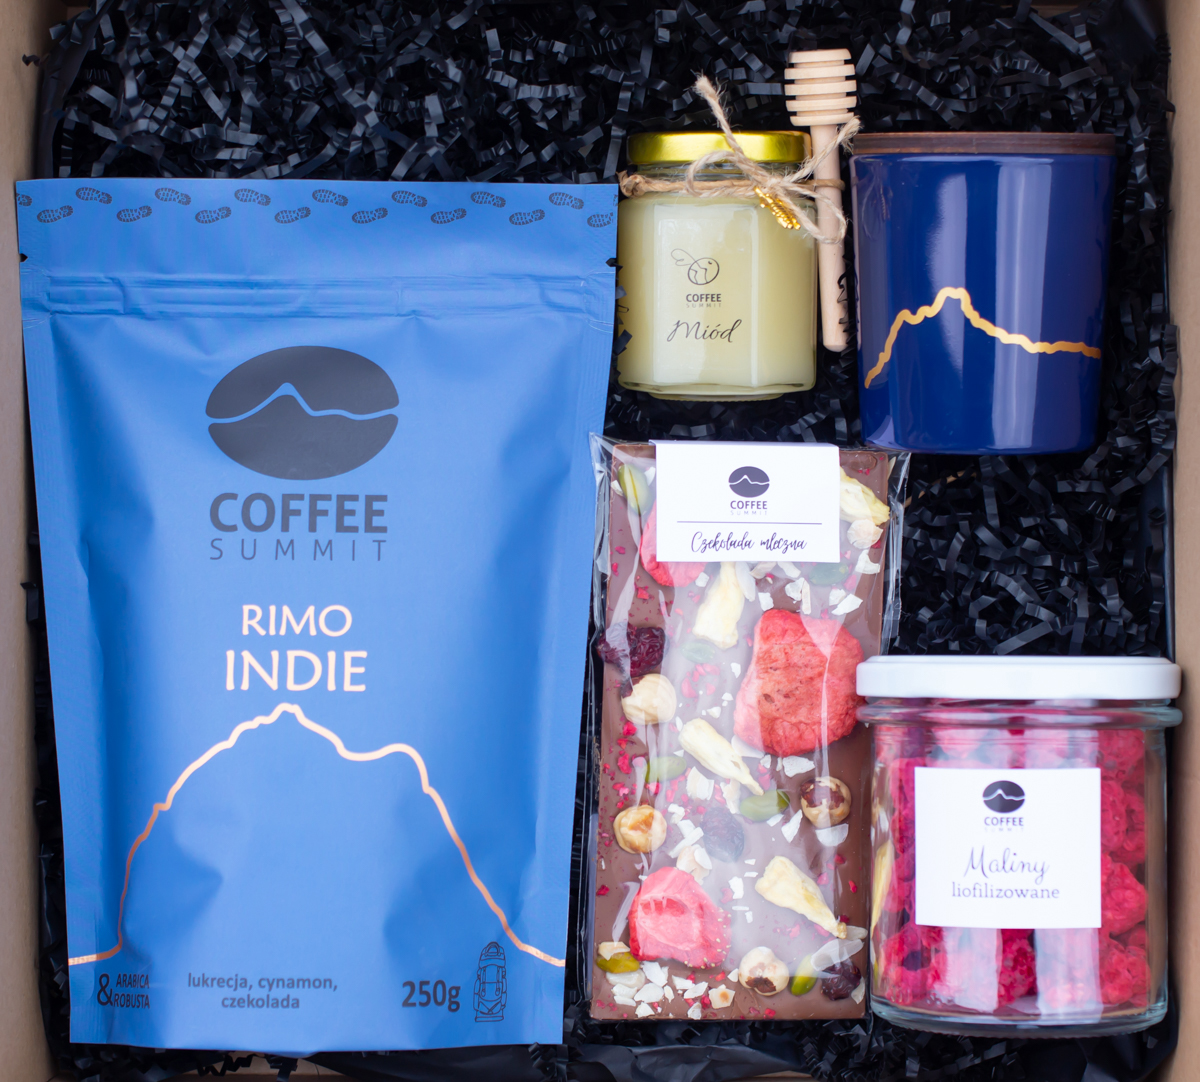 COFFEE
SUMMIT
RIMO
INDIE
& ARABICA
ROBUSTA
lukrecja, cynamon,
czekolada
250g
COFFEE
SUMMIT
Miód
COFFEE
SUMMIT
Czekolada mleczna
COFFEE
SUMMIT
Maliny
liofilizowane